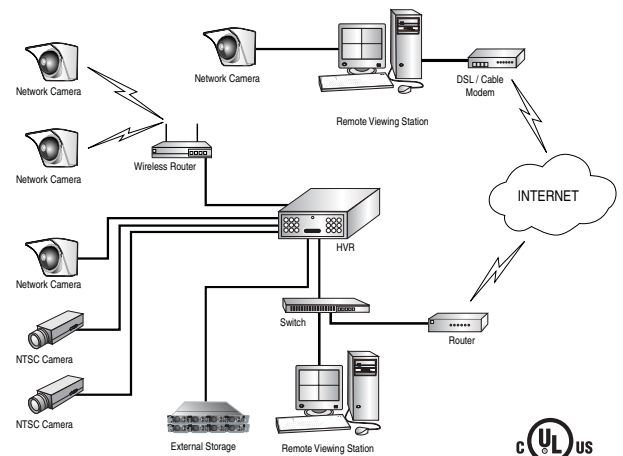 Network Camera
Network Camera
DSL / Cable
Modem
Remote Viewing Station
Network Camera
Wireless Router
INTERNET
HVR
Network Camera
Switch
Router
NTSC Camera
NTSC Camera
External Storage
Remote Viewing Station
c UL US